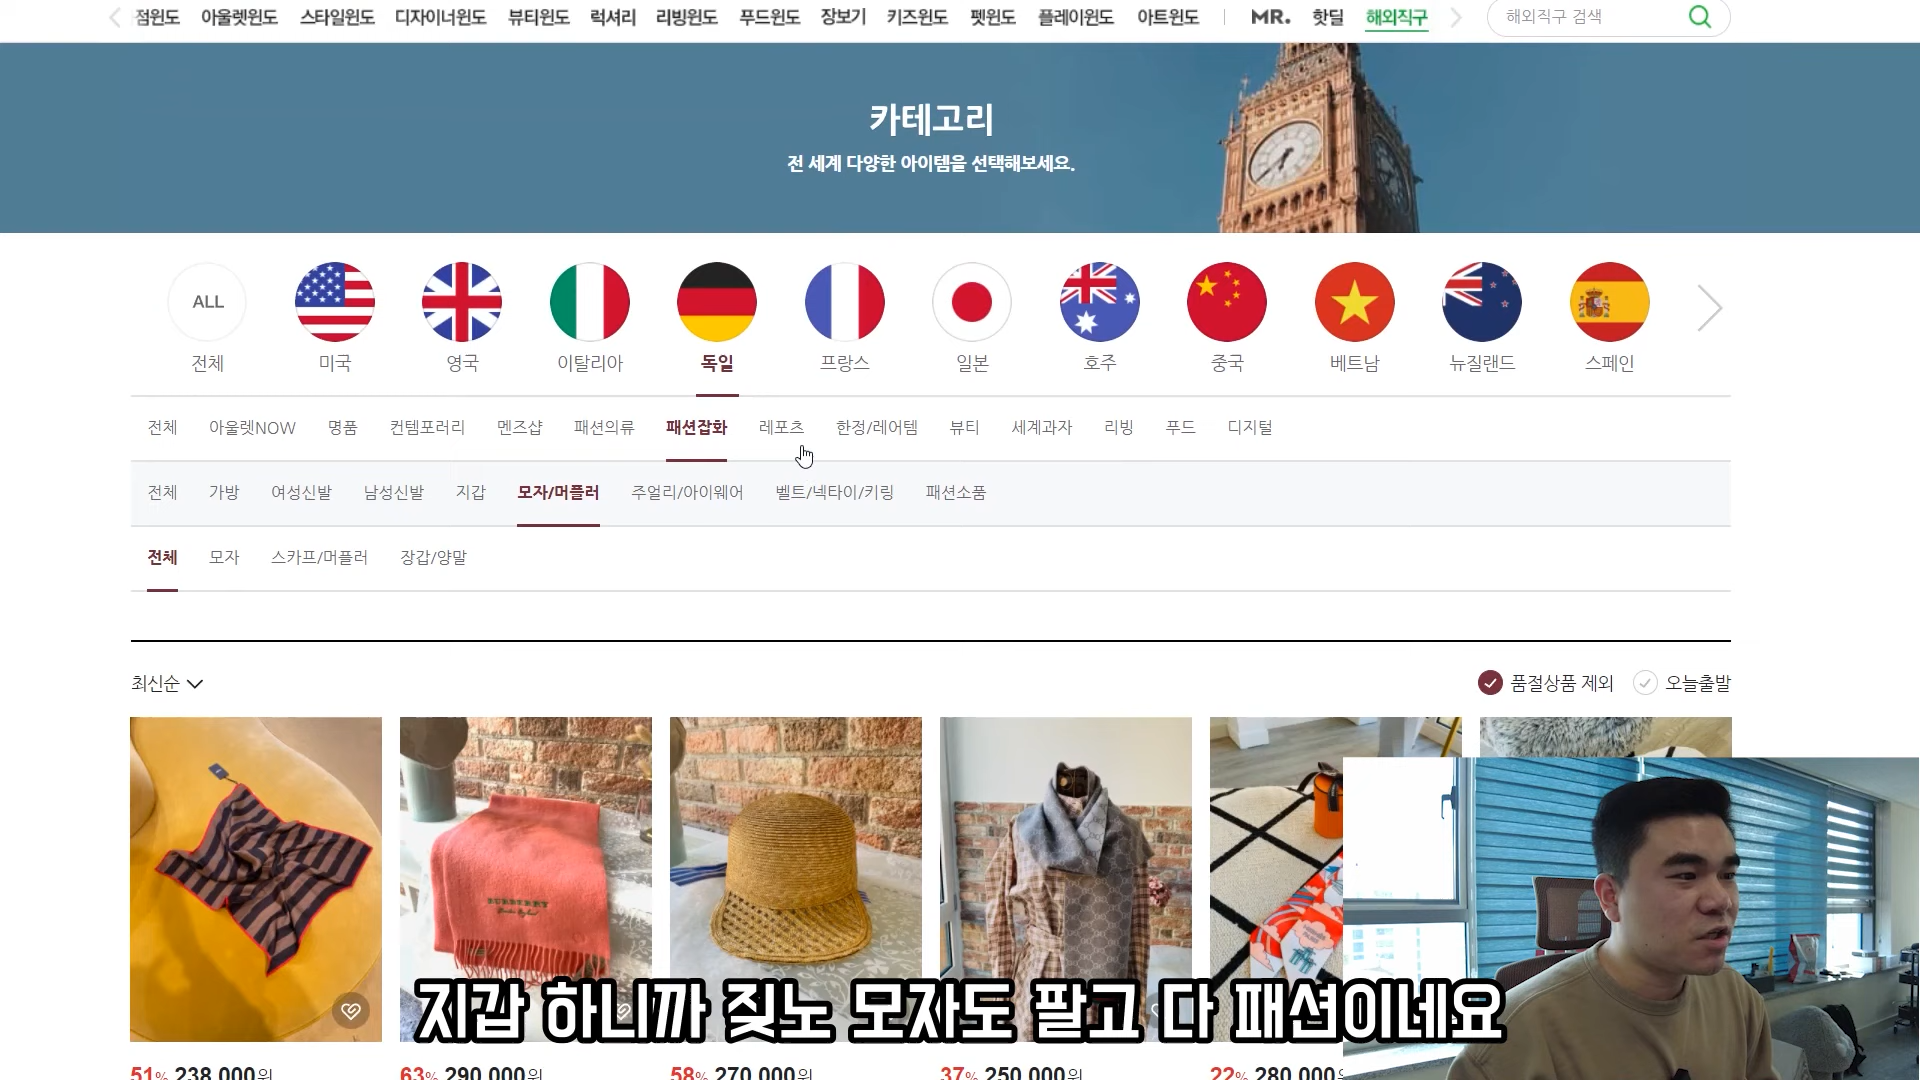 점윈도 아울렛윈도 스타일윈도 디자이너윈도 뷰티윈도 럭셔리 리빙윈도 푸드윈도 장보기 키즈윈도 펫윈도 플레이윈도 아트윈도 MR. 핫딜 해외직구 해외직구 검색
카테고리
전 세계 다양한 아이템을 선택해보세요.
ALL
전체 미국 영국 이탈리아 독일 프랑스 일본 호주 중국 베트남 뉴질랜드 스페인
전체 아울렛NOW 명품 컨템포러리 멘즈샵 패션의류 패션잡화 레포츠 한정/레어템 뷰티 세계과자 리빙 푸드 디지털
전체 가방 여성신발 남성신발 지갑 모자/머플러 주얼리/아이웨어 벨트/넥타이/키링 패션소품
전체 모자 스카프/머플러 장갑/양말
최신순 품절상품 제외 오늘출발
BURBERRY
지갑 하니까 짖노 모자도 팔고 다 패션이네요
51% 238,000원 63% 290,000원 58% 270,000원 37% 250,000원 22% 280,000원